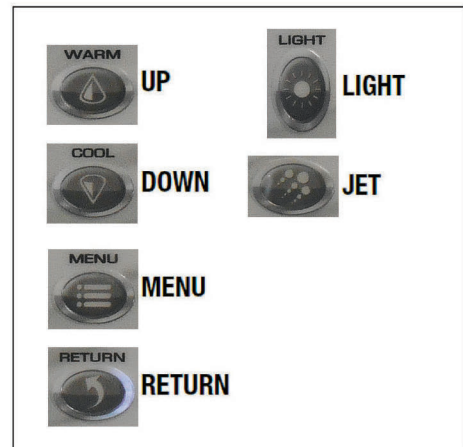 WARM
UP
COOL
DOWN
MENU
MENU
RETURN
RETURN
LIGHT
LIGHT
JET